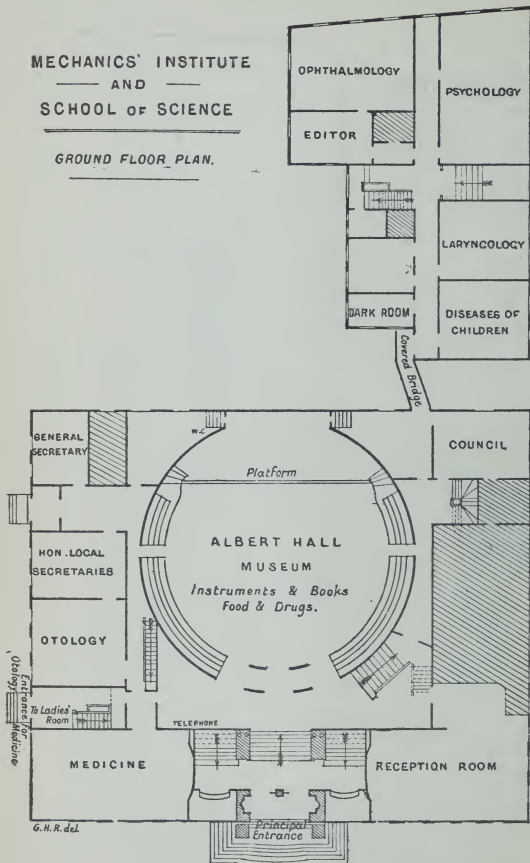 MECHANICS' INSTITUTE
AND
SCHOOL OF SCIENCE
GROUND FLOOR PLAN.
OPHTHALMOLOGY
PSYCHOLOGY
EDITOR
LARYNCOLOGY
DARK ROOM
DISEASES OF
CHILDREN
Covered Bridge
GENERAL
SECRETARY
W.C
COUNCIL
Platform
HON. LOCAL
SECRETARIES
ALBERT HALL
MUSEUM
Instruments & Books
Food & Drugs.
OTOLOGY
Entrance for
Otology & Medicine
To Ladies'
Room
TELEPHONE
MEDICINE
RECEPTION ROOM
Principal
Entrance
G.H.R. del.